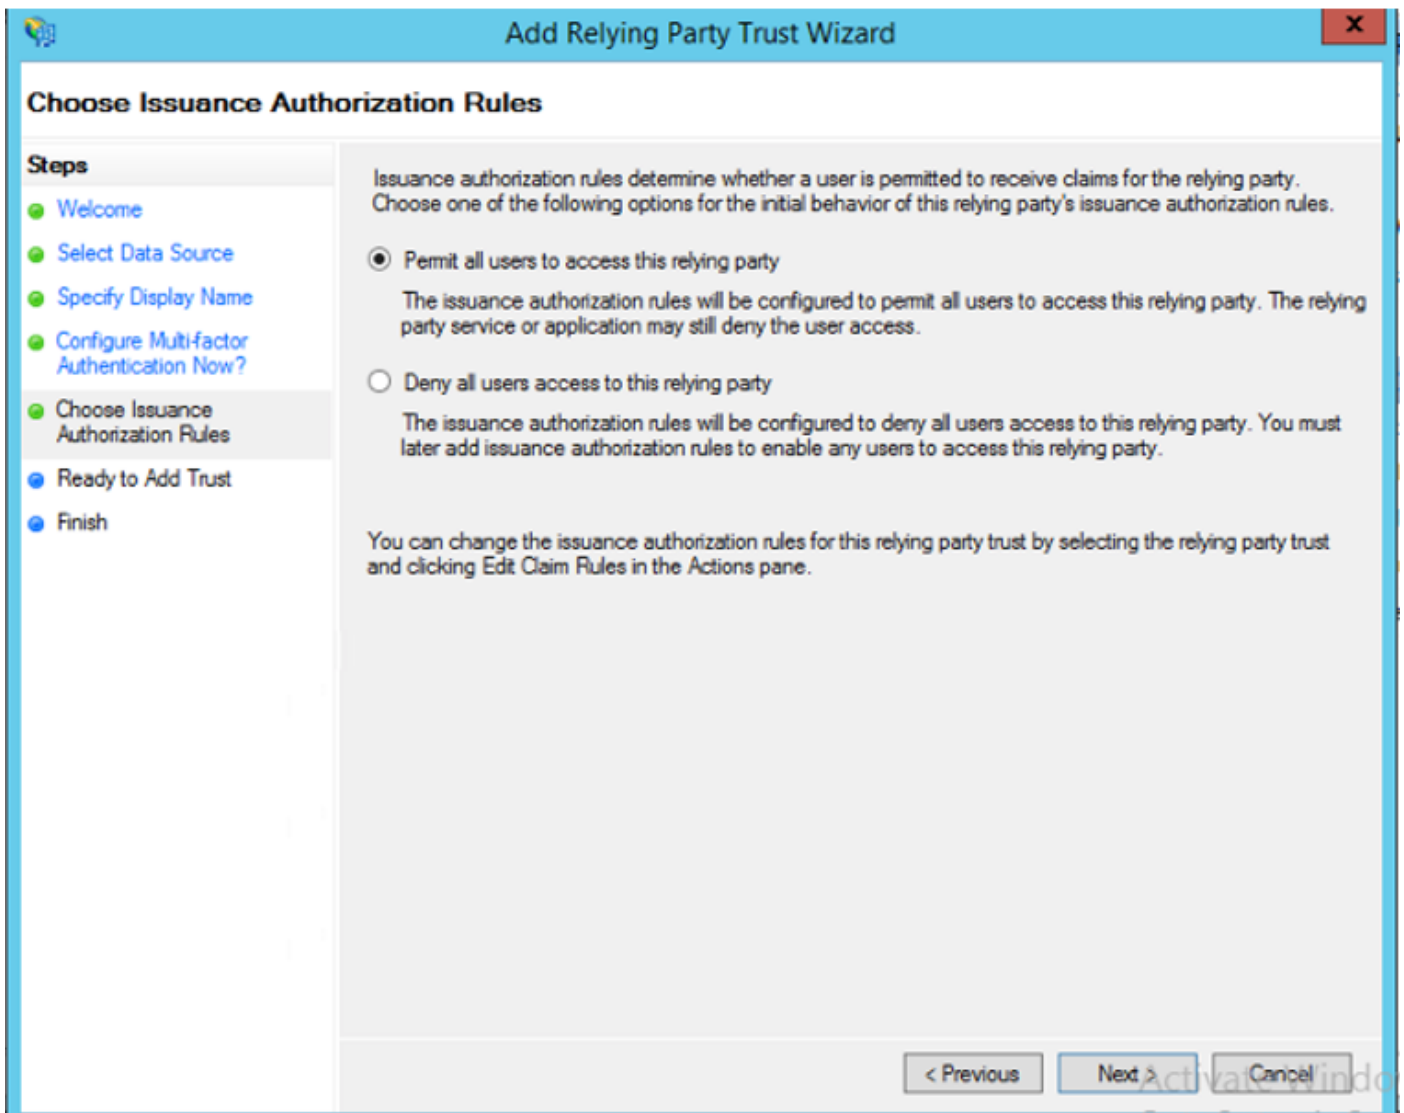 Add Relying Party Trust Wizard
X
Choose Issuance Authorization Rules
Steps
Welcome
Select Data Source
Specify Display Name
Configure Multi-factor
Authentication Now?
Choose Issuance
Authorization Rules
Ready to Add Trust
Finish
Issuance authorization rules determine whether a user is permitted to receive claims for the relying party.
Choose one of the following options for the initial behavior of this relying party's issuance authorization rules.
Permit all users to access this relying party
The issuance authorization rules will be configured to permit all users to access this relying party. The relying
party service or application may still deny the user access.
Deny all users access to this relying party
The issuance authorization rules will be configured to deny all users access to this relying party. You must
later add issuance authorization rules to enable any users to access this relying party.
You can change the issuance authorization rules for this relying party trust by selecting the relying party trust
and clicking Edit Claim Rules in the Actions pane.
< Previous
Next >
Cancel
Activate Windo